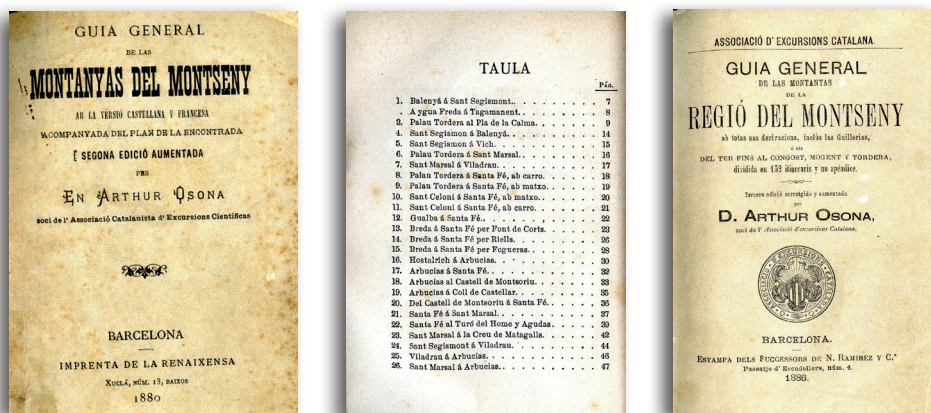 GUIA GENERAL
DE LAS
MONTANYAS DEL MONTSENY
AB LA VERSIÓ CASTELLANA Y FRANCESA
ACOMPANYADA DEL PLAN DE LA ENCONTRADA
SEGONA EDICIÓ AUMENTADA
PER
EN ARTHUR OSONA
soci de l' Associació Catalanista d' Excursions Científicas
BARCELONA
IMPRENTA DE LA RENAIXENSA
XUCLÁ, NÚM. 13, BAIXOS
1880
TAULA
PÁG.
1. Balenyá á Sant Segismont. 7
. Aygua Freda á Tagamanent. 8
3. Palau Tordera al Pla de la Calma. 9
4. Sant Segismon á Balenyá. 14
5. Sant Segismon á Vich. 15
6. Palau Tordera á Sant Marsal. 16
7. Sant Marsal á Viladrau. 17
8. Palau Tordera á Santa Fé, ab carro. 18
9. Palau Tordera á Santa Fé, ab matxo. 19
10. Sant Celoni á Santa Fé, ab matxo. 20
11. Sant Celoni á Santa Fé, ab carro. 21
12. Gualba á Santa Fé. 22
13. Breda á Santa Fé per Font de Corts. 23
14. Breda á Santa Fé per Riells. 26
15. Breda á Santa Fé per Fogueras. 28
16. Hostalrich á Arbucias. 30
17. Arbucias á Santa Fé. 32
18. Arbucias al Castell de Montsoriu. 33
19. Arbucias á Coll de Castellar. 35
20. Del Castell de Montsoriu á Santa Fé. 36
21. Santa Fé á Sant Marsal. 37
22. Santa Fé al Turó del Home y Agudas. 39
23. Sant Marsal á la Creu de Matagalls. 42
24. Sant Segismont á Viladrau. 44
25. Viladrau á Arbucias. 46
26. Sant Marsal á Arbucias. 47
ASSOCIACIÓ D' EXCURSIONS CATALANA
GUIA GENERAL
DE LAS MONTANYAS
DE LA
REGIÓ DEL MONTSENY
ab totas sas derivacions, inclús las Guillerias,
ó sia
DEL TER FINS AL CONGOST, MOGENT Y TORDERA,
dividida en 152 itineraris y un apéndice.
Tercera edició corretgida y aumentada
per
D. ARTHUR OSONA,
soci de l' Associació d'excursions Catalana.
BARCELONA.
ESTAMPA DELS SUCCESSORS DE N. RAMIREZ Y C.ª
Passatje d' Escudellers, núm. 4.
1886.